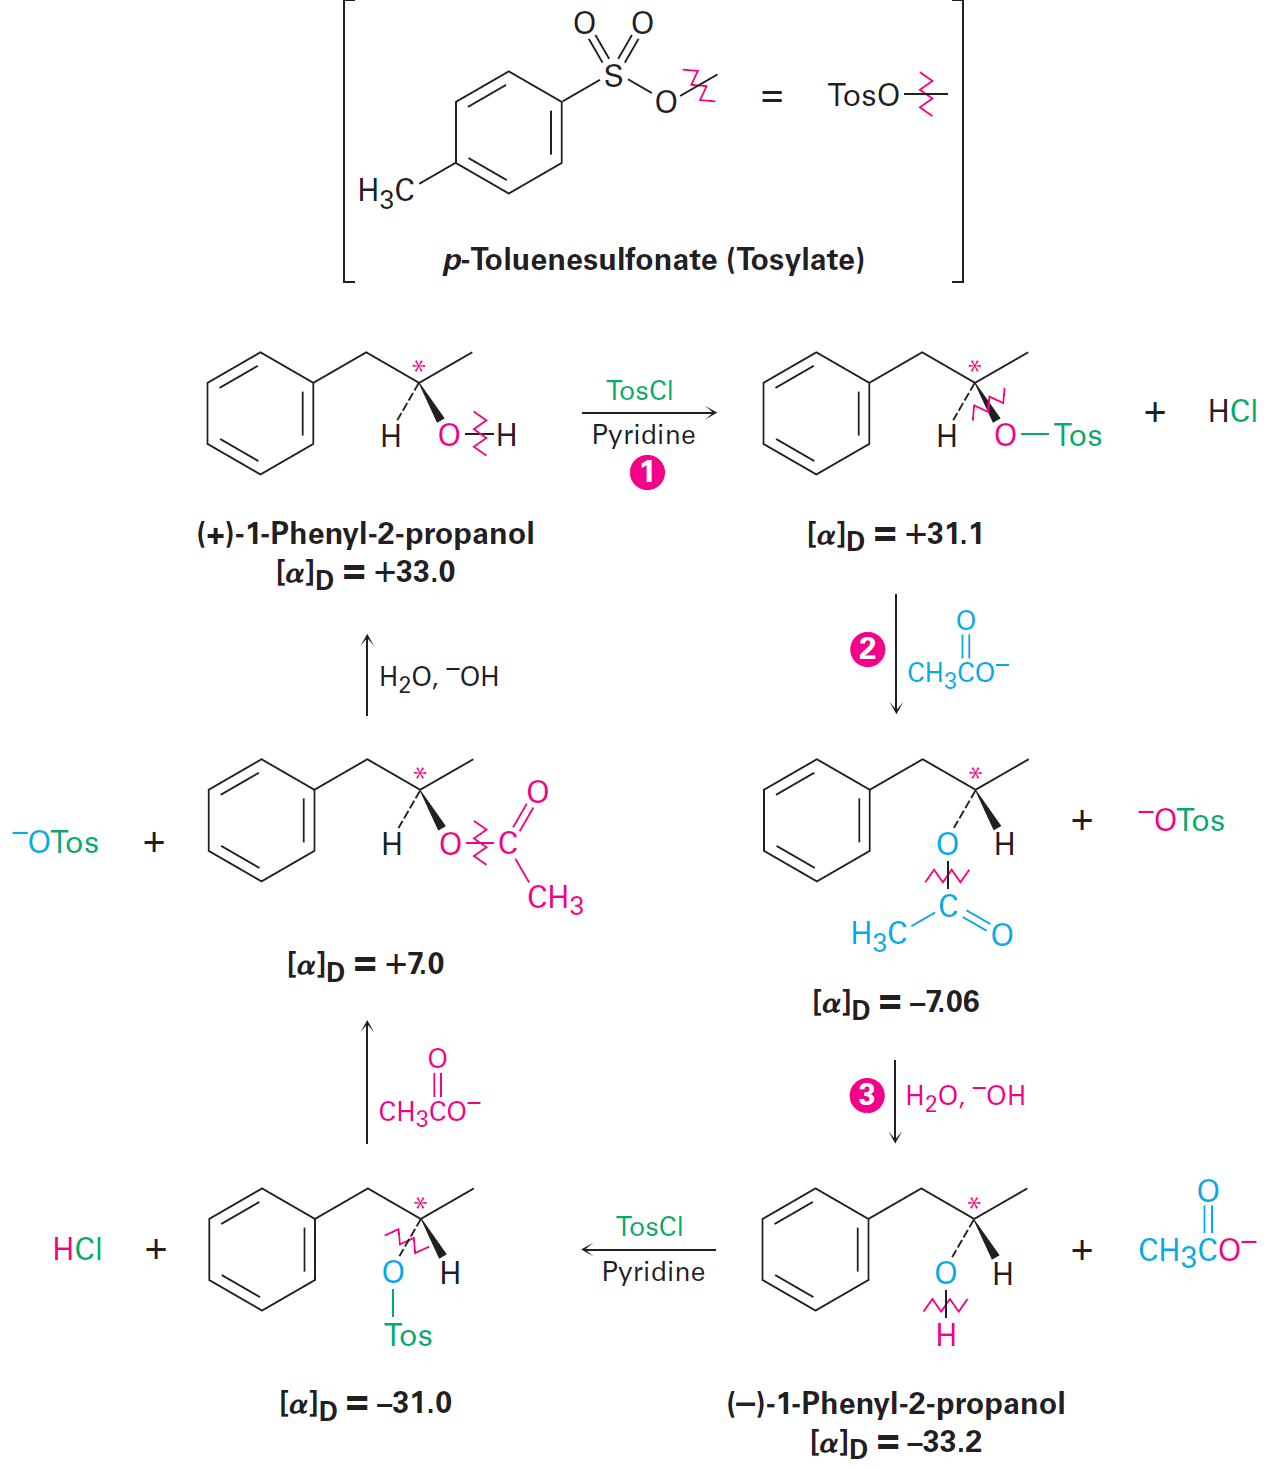 O O
S
O
= TosO
H3C
p-Toluenesulfonate (Tosylate)
* *
TosCl
H O H Pyridine H O Tos + HCl
1
(+)-1-Phenyl-2-propanol
[α]D = +33.0
[α]D = +31.1
2
O
CH3CO−
H2O, −OH
* *
−OTos +
H O C O
CH3
[α]D = +7.0
O H
C
H3C O
+ −OTos
[α]D = –7.06
O
CH3CO−
3
H2O, −OH
* *
HCl +
O H
Tos
[α]D = –31.0
TosCl
Pyridine
O H
H
+
O
CH3CO−
(−)-1-Phenyl-2-propanol
[α]D = –33.2